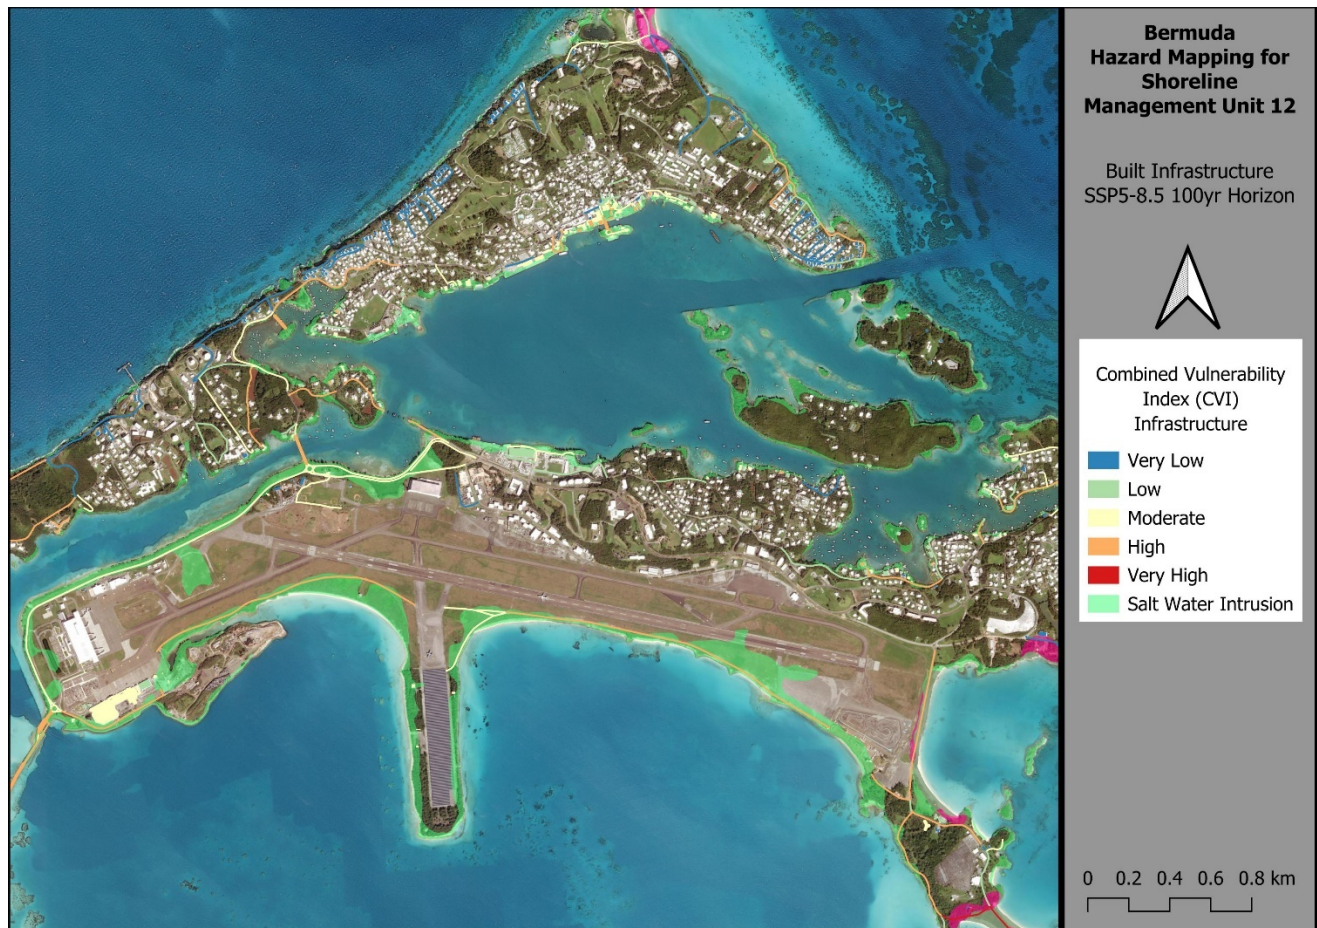 Bermuda
Hazard Mapping for
Shoreline
Management Unit 12
Built Infrastructure
SSP5-8.5 100yr Horizon
Combined Vulnerability
Index (CVI)
Infrastructure
Very Low
Low
Moderate
High
Very High
Salt Water Intrusion
0 0.2 0.4 0.6 0.8 km